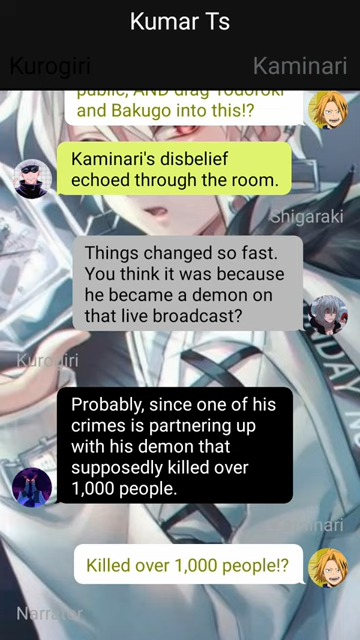 Kumar Ts
Kurogiri
Kaminari
public, AND drag Todoroki
and Bakugo into this!?
Kaminari's disbelief
echoed through the room.
Shigaraki
Things changed so fast.
You think it was because
he became a demon on
that live broadcast?
Kurogiri
Probably, since one of his
crimes is partnering up
with his demon that
supposedly killed over
1,000 people.
Kaminari
Killed over 1,000 people!?
Narrator